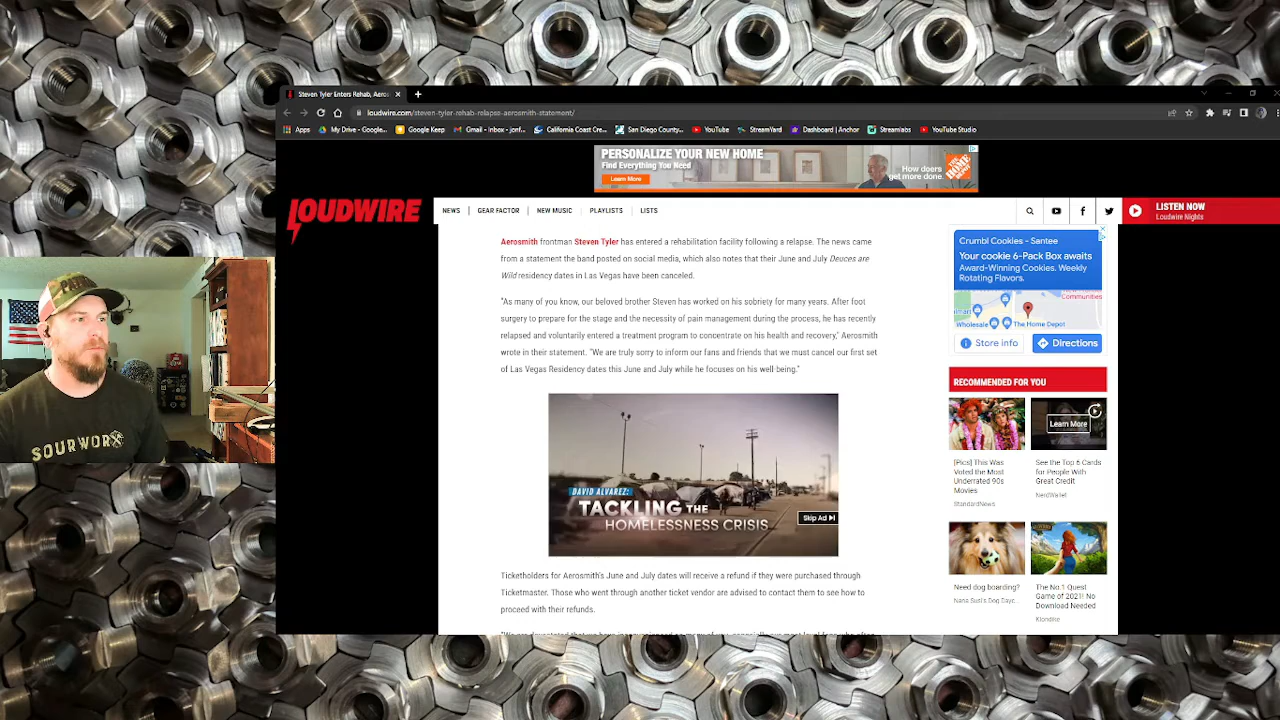 Steven Tyler Enters Rehab, Aeros
loudwire.com/steven-tyler-rehab-relapse-aerosmith-statement/
Apps
My Drive - Google...
Google Keep
Gmail - Inbox - jonf...
California Coast Cre...
San Diego County...
YouTube
StreamYard
Dashboard | Anchor
Streamlabs
YouTube Studio
PERSONALIZE YOUR NEW HOME
Find Everything You Need
Learn More
How doers
get more done.
LOUDWIRE
NEWS | GEAR FACTOR | NEW MUSIC | PLAYLISTS | LISTS
LISTEN NOW
Loudwire Nights
Aerosmith frontman Steven Tyler has entered a rehabilitation facility following a relapse. The news came
from a statement the band posted on social media, which also notes that their June and July Deuces are
Wild residency dates in Las Vegas have been canceled.
"As many of you know, our beloved brother Steven has worked on his sobriety for many years. After foot
surgery to prepare for the stage and the necessity of pain management during the process, he has recently
relapsed and voluntarily entered a treatment program to concentrate on his health and recovery," Aerosmith
wrote in their statement. "We are truly sorry to inform our fans and friends that we must cancel our first set
of Las Vegas Residency dates this June and July while he focuses on his well-being."
DAVID ALVAREZ:
TACKLING THE
HOMELESSNESS CRISIS
Skip Ad
Ticketholders for Aerosmith's June and July dates will receive a refund if they were purchased through
Ticketmaster. Those who went through another ticket vendor are advised to contact them to see how to
proceed with their refunds.
Crumbl Cookies - Santee
Your cookie 6-Pack Box awaits
Award-Winning Cookies. Weekly
Rotating Flavors.
Communities
Wholesale
The Home Depot
Store info
Directions
RECOMMENDED FOR YOU
Learn More
[Pics] This Was
Voted the Most
Underrated 90s
Movies
StandardNews
See the Top 6 Cards
for People With
Great Credit
NerdWallet
Need dog boarding?
Nana Susi's Dog Dayc...
The No.1 Quest
Game of 2021! No
Download Needed
Klondike
SOURWORX